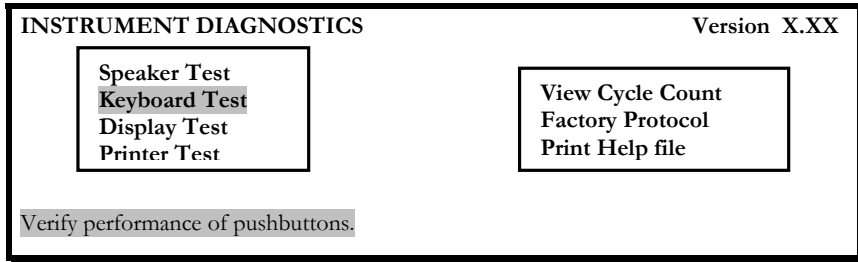 INSTRUMENT DIAGNOSTICS Version X.XX
Speaker Test
Keyboard Test
Display Test
Printer Test
View Cycle Count
Factory Protocol
Print Help file
Verify performance of pushbuttons.